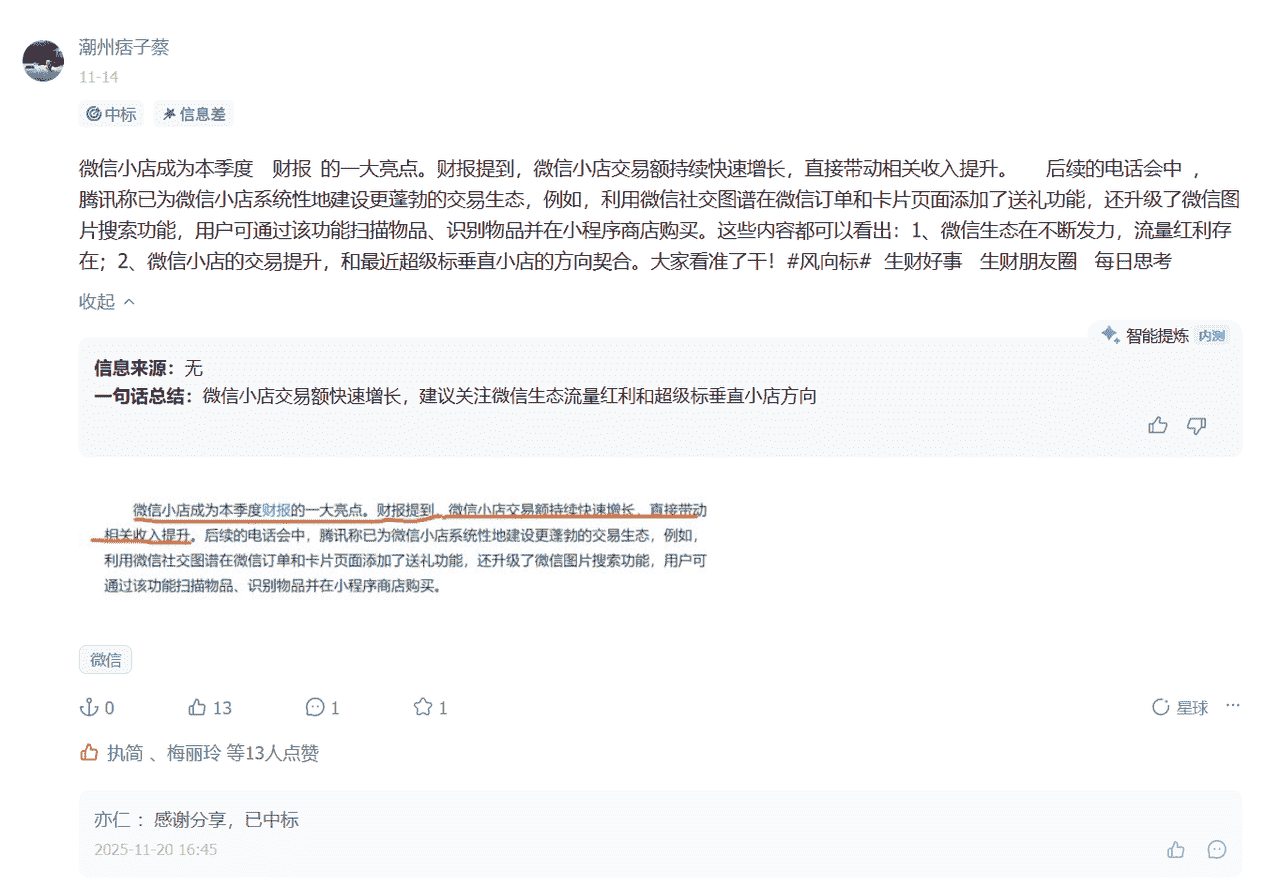 潮州痞子蔡
11-14
中标 信息差
微信小店成为本季度 财报 的一大亮点。财报提到，微信小店交易额持续快速增长，直接带动相关收入提升。 后续的电话会中 ，
腾讯称已为微信小店系统性地建设更蓬勃的交易生态，例如，利用微信社交图谱在微信订单和卡片页面添加了送礼功能，还升级了微信图
片搜索功能，用户可通过该功能扫描物品、识别物品并在小程序商店购买。这些内容都可以看出：1、微信生态在不断发力，流量红利存
在；2、微信小店的交易提升，和最近超级标垂直小店的方向契合。大家看准了干！#风向标# 生财好事 生财朋友圈 每日思考
收起
智能提炼 内测
信息来源：无
一句话总结：微信小店交易额快速增长，建议关注微信生态流量红利和超级标垂直小店方向
微信小店成为本季度财报的一大亮点。财报提到，微信小店交易额持续快速增长，直接带动
相关收入提升。后续的电话会中，腾讯称已为微信小店系统性地建设更蓬勃的交易生态，例如，
利用微信社交图谱在微信订单和卡片页面添加了送礼功能，还升级了微信图片搜索功能，用户可
通过该功能扫描物品、识别物品并在小程序商店购买。
微信
0 13 1 1 星球 ···
执简 、梅丽玲 等13人点赞
亦仁 ： 感谢分享，已中标
2025-11-20 16:45